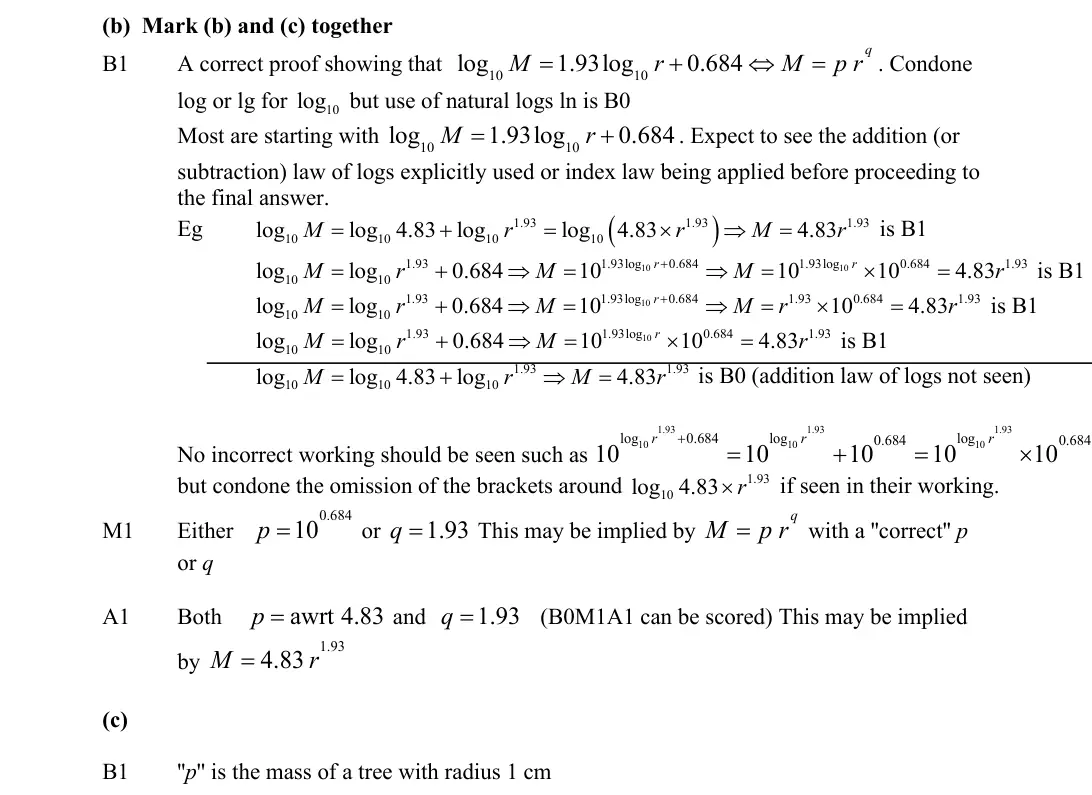 (b) Mark (b) and (c) together
B1 A correct proof showing that log₁₀ M = 1.93log₁₀ r + 0.684 ⇔ M = p r^q . Condone
log or lg for log₁₀ but use of natural logs ln is B0
Most are starting with log₁₀ M = 1.93log₁₀ r + 0.684 . Expect to see the addition (or
subtraction) law of logs explicitly used or index law being applied before proceeding to
the final answer.
Eg log₁₀ M = log₁₀ 4.83 + log₁₀ r^1.93 = log₁₀ (4.83 × r^1.93) ⇒ M = 4.83r^1.93 is B1
log₁₀ M = log₁₀ r^1.93 + 0.684 ⇒ M = 10^(1.93log₁₀ r+0.684) ⇒ M = 10^(1.93log₁₀ r) × 10^0.684 = 4.83r^1.93 is B1
log₁₀ M = log₁₀ r^1.93 + 0.684 ⇒ M = 10^(1.93log₁₀ r+0.684) ⇒ M = r^1.93 × 10^0.684 = 4.83r^1.93 is B1
log₁₀ M = log₁₀ r^1.93 + 0.684 ⇒ M = 10^(1.93log₁₀ r) × 10^0.684 = 4.83r^1.93 is B1
log₁₀ M = log₁₀ 4.83 + log₁₀ r^1.93 ⇒ M = 4.83r^1.93 is B0 (addition law of logs not seen)
No incorrect working should be seen such as 10^(log₁₀ r^1.93 +0.684) = 10^(log₁₀ r^1.93) + 10^0.684 = 10^(log₁₀ r^1.93) × 10^0.684
but condone the omission of the brackets around log₁₀ 4.83 × r^1.93 if seen in their working.
M1 Either p = 10^0.684 or q = 1.93 This may be implied by M = p r^q with a "correct" p
or q
A1 Both p = awrt 4.83 and q = 1.93 (B0M1A1 can be scored) This may be implied
by M = 4.83 r^1.93
(c)
B1 "p" is the mass of a tree with radius 1 cm